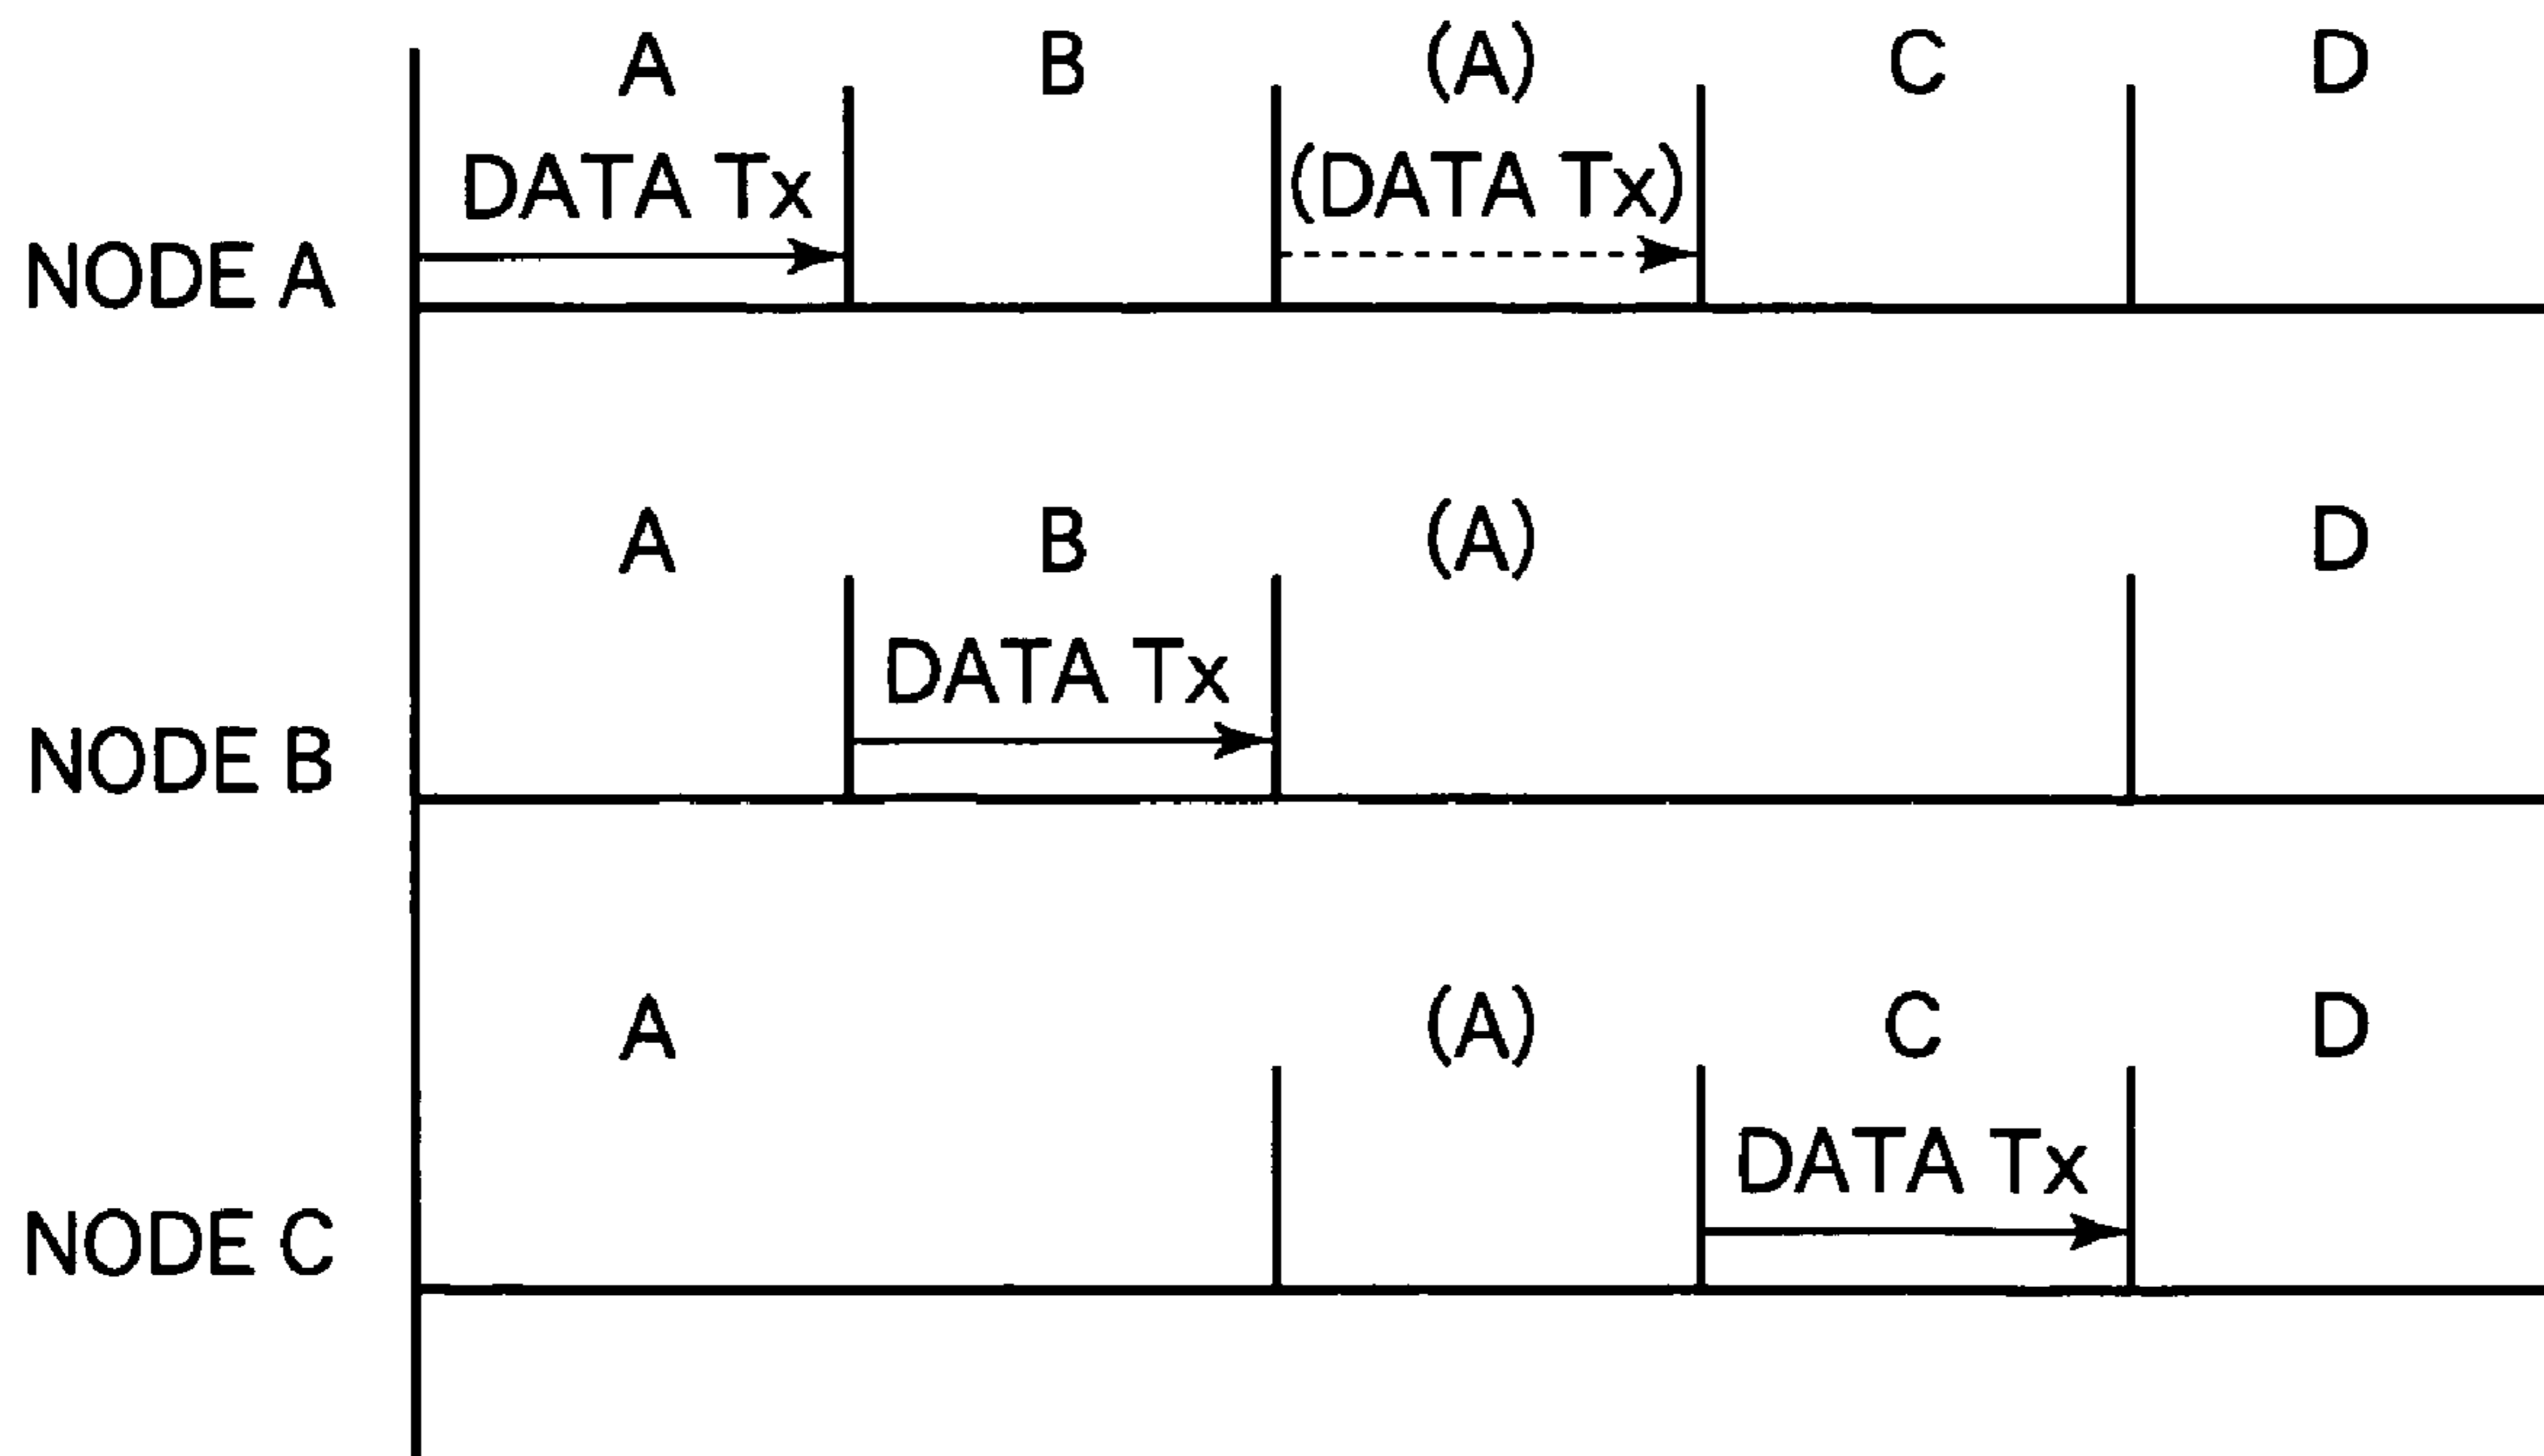 A B (A) C D
DATA Tx (DATA Tx)
NODE A
A B (A) D
DATA Tx
NODE B
A (A) C D
DATA Tx
NODE C